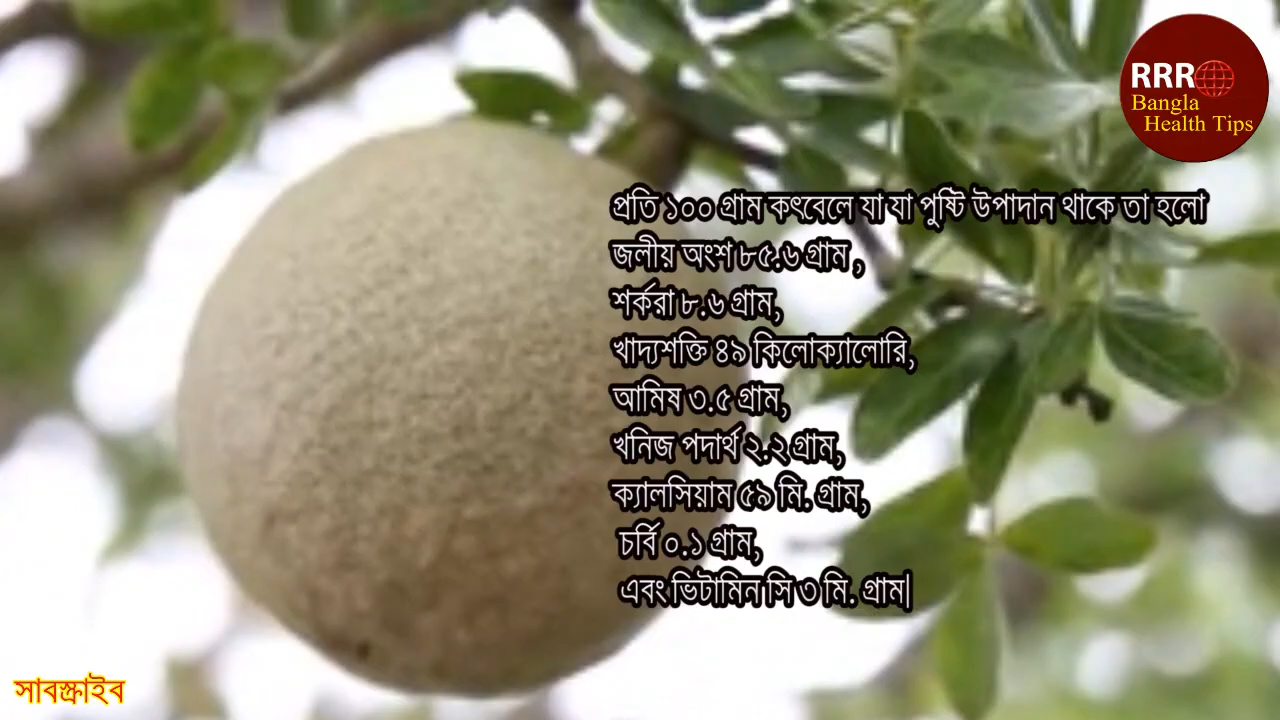 RRR
Bangla
Health Tips
প্রতি ১০০ গ্রাম কৎবেলে যা যা পুষ্টি উপাদান থাকে তা হলো
জলীয় অংশ ৮৫.৬ গ্রাম ,
শর্করা ৮.৬ গ্রাম,
খাদ্যশক্তি ৪৯ কিলোক্যালোরি,
আমিষ ৩.৫ গ্রাম,
খনিজ পদার্থ ২.২ গ্রাম,
ক্যালসিয়াম ৫৯ মি. গ্রাম,
চর্বি ০.১ গ্রাম,
এবং ভিটামিন সি ৩ মি. গ্রাম|
সাবস্ক্রাইব